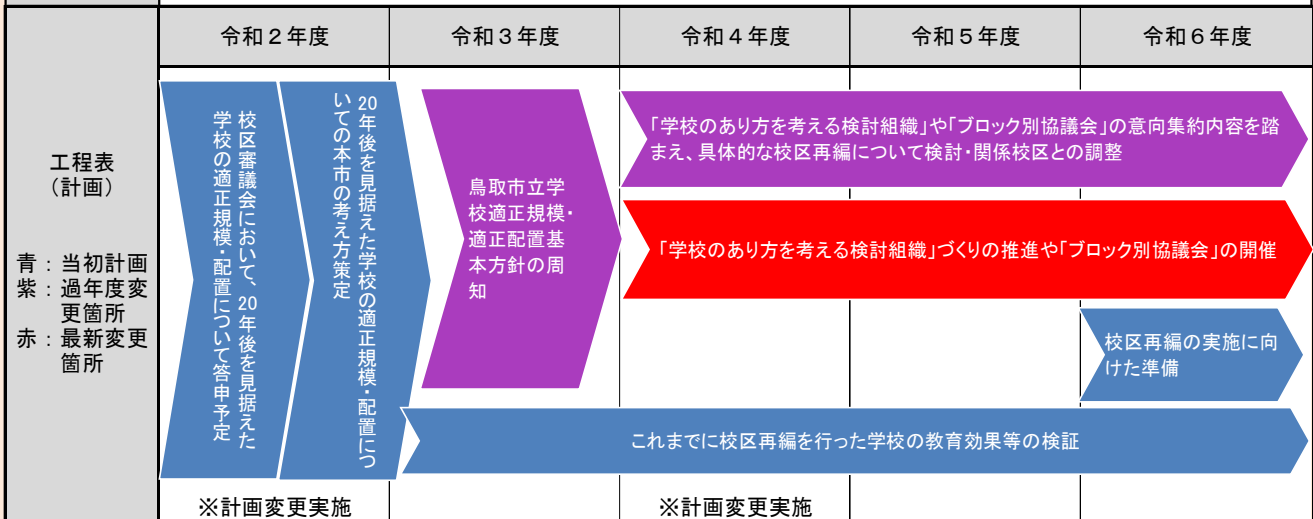 令和２年度
令和３年度
令和４年度
令和５年度
令和６年度
工程表
（計画）
青：当初計画
紫：過年度変
更箇所
赤：最新変更
箇所
校区審議会において、20年後を見据えた
学校の適正規模・配置について答申予定
20年後を見据えた学校の適正規模・配置につ
いての本市の考え方策定
鳥取市立学
校適正規模・
適正配置基
本方針の周
知
「学校のあり方を考える検討組織」や「ブロック別協議会」の意向集約内容を踏
まえ、具体的な校区再編について検討・関係校区との調整
「学校のあり方を考える検討組織」づくりの推進や「ブロック別協議会」の開催
校区再編の実施に向
けた準備
これまでに校区再編を行った学校の教育効果等の検証
※計画変更実施
※計画変更実施